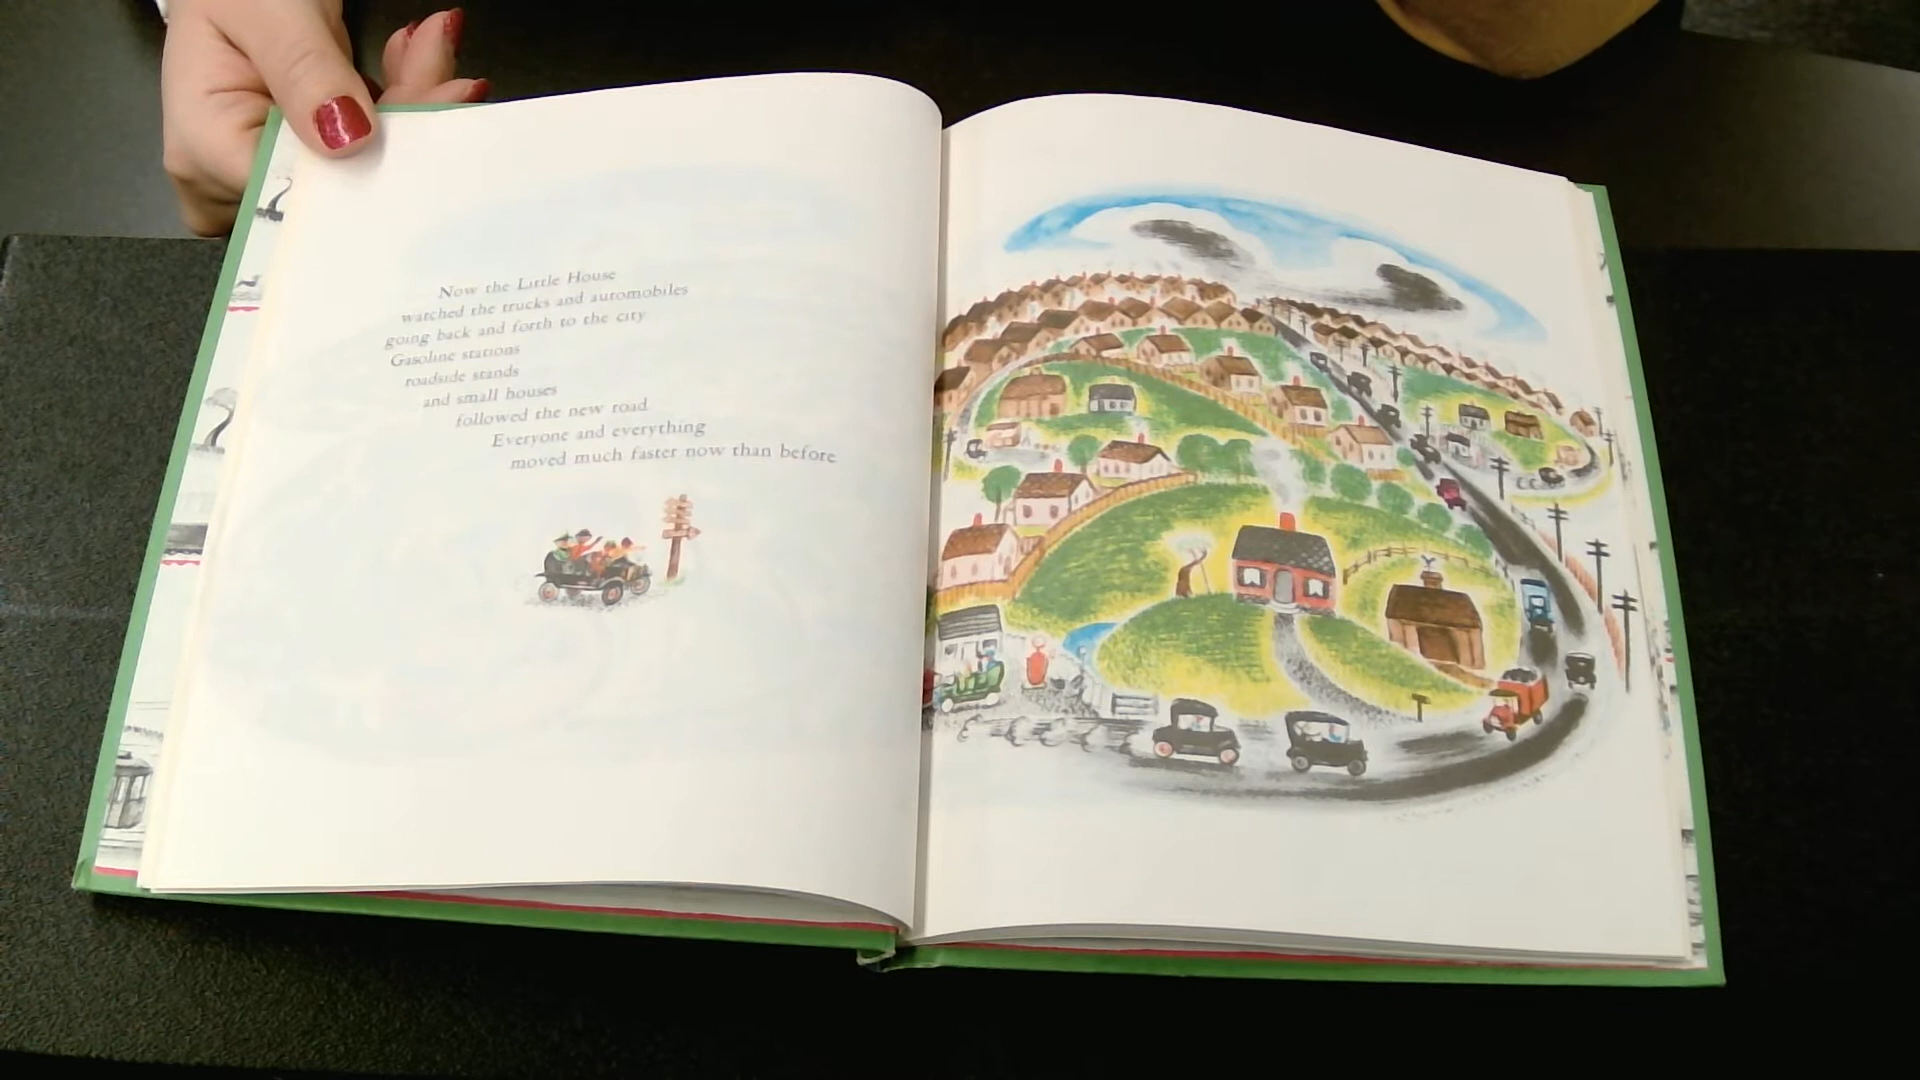 Now the Little House
watched the trucks and automobiles
going back and forth to the city
Gasoline stations
roadside stands
and small houses
followed the new road
Everyone and everything
moved much faster now than before